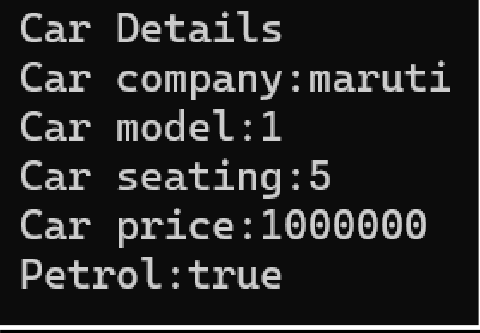 Car Details
Car company:maruti
Car model:1
Car seating:5
Car price:1000000
Petrol:true